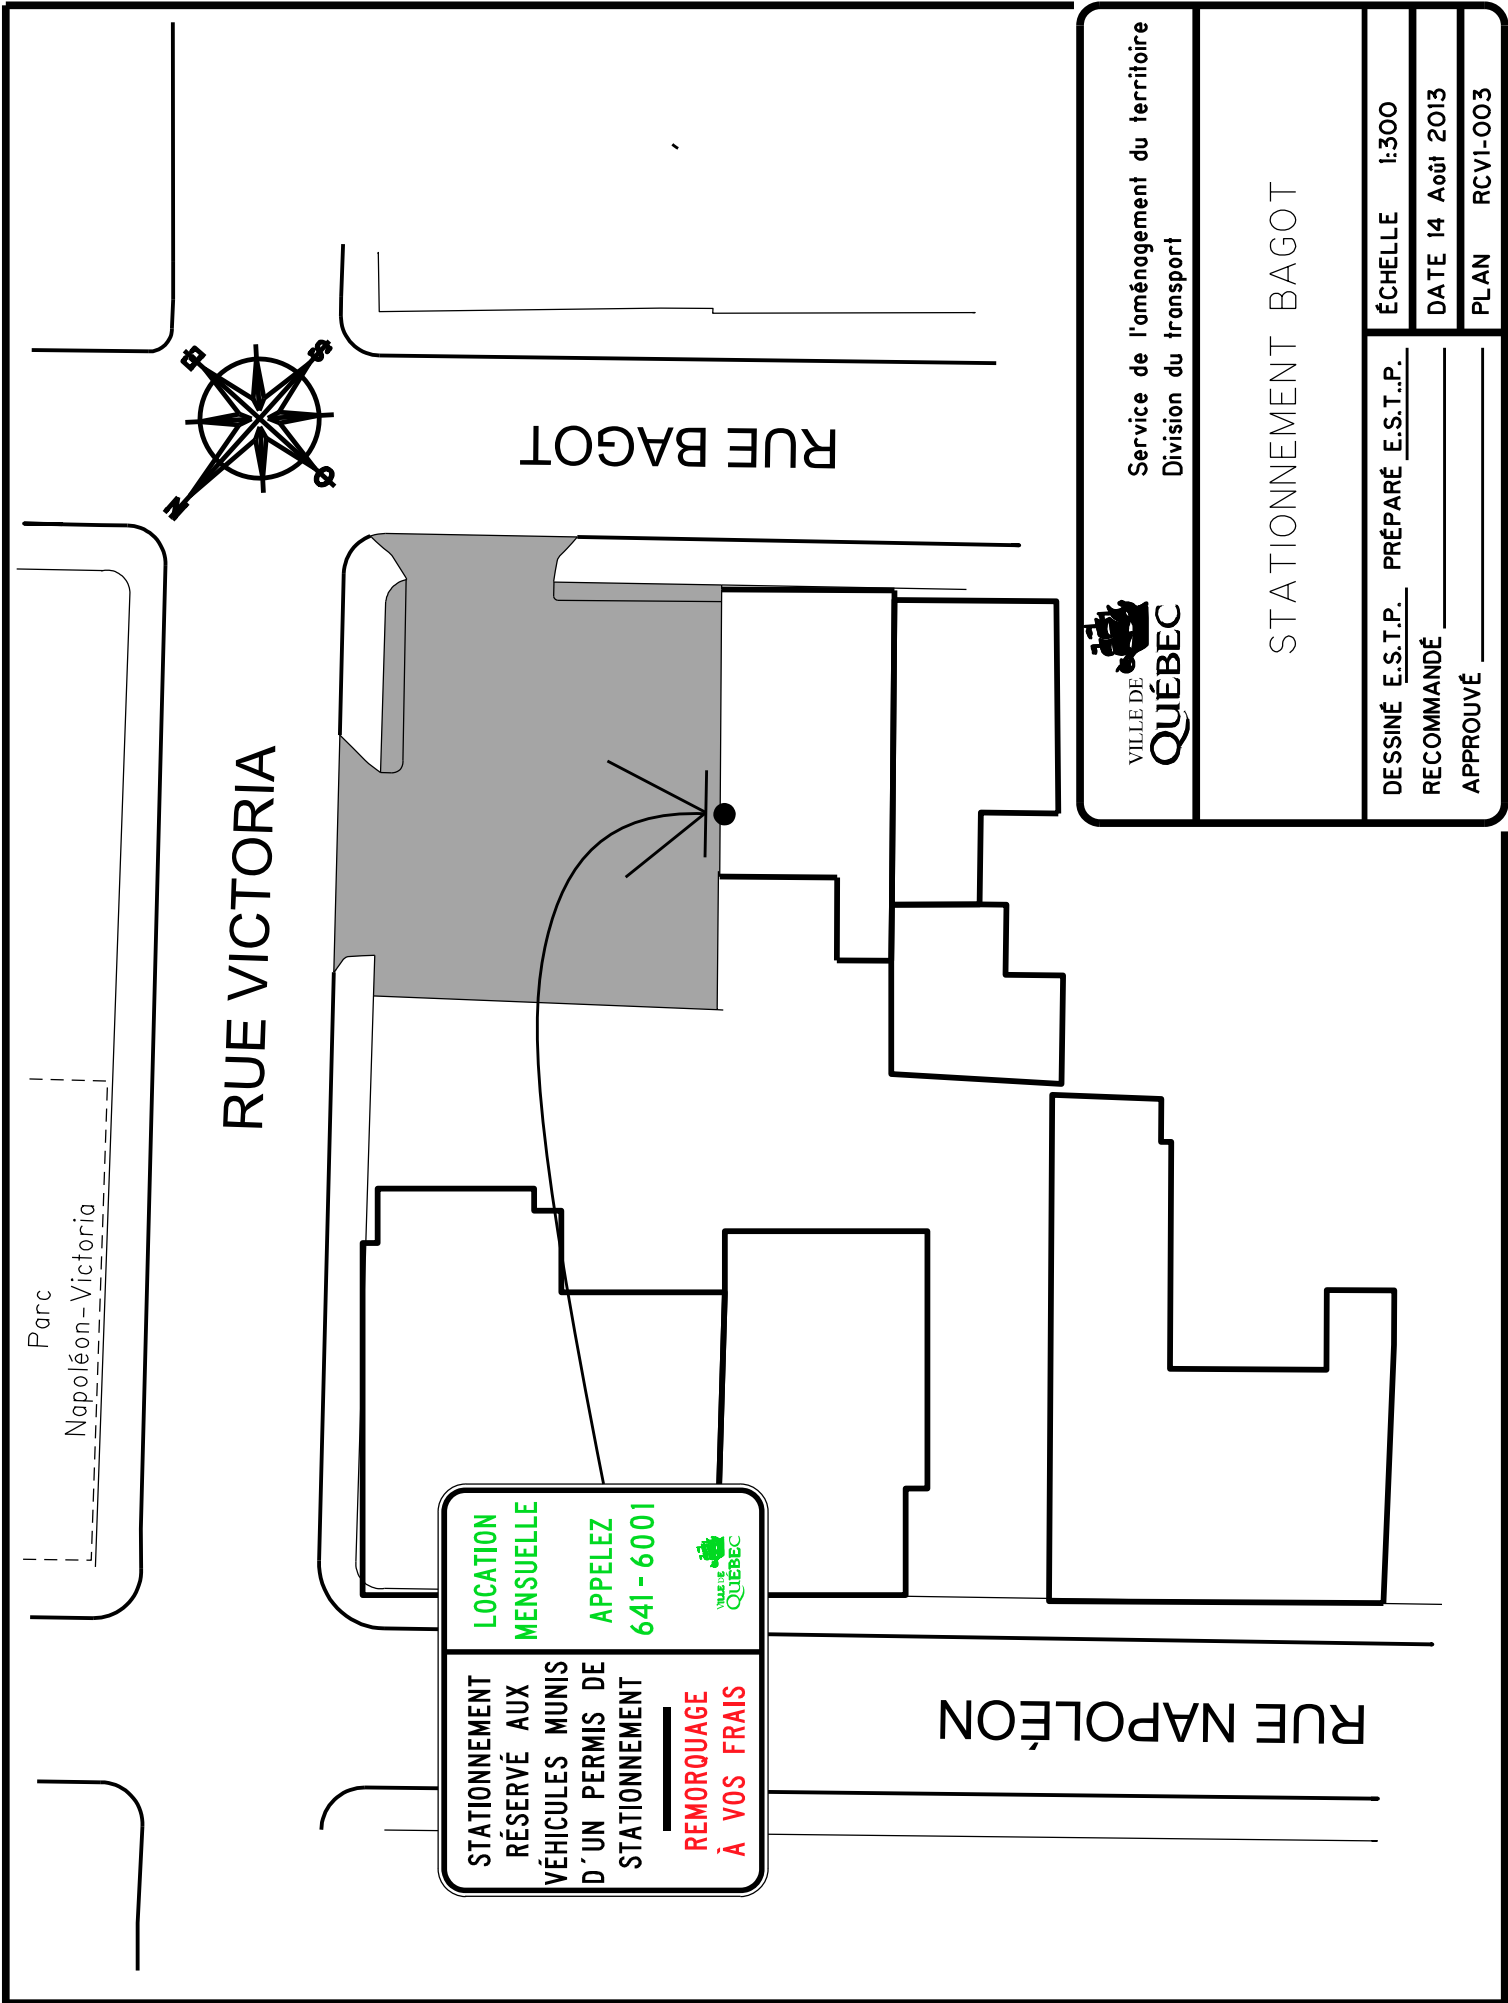 Parc
Napoléon-Victoria
RUE VICTORIA
RUE BAGOT
RUE NAPOLÉON
N
E
S
O
STATIONNEMENT
RÉSERVÉ AUX
VÉHICULES MUNIS
D'UN PERMIS DE
STATIONNEMENT
REMORQUAGE
À VOS FRAIS
LOCATION
MENSUELLE
APPELEZ
641-6001
VILLE DE
QUÉBEC
VILLE DE
QUÉBEC
Service de l'aménagement du territoire
Division du transport
STATIONNEMENT BAGOT
DESSINÉ E.S.T.P. PRÉPARÉ E.S.T..P.
RECOMMANDÉ
APPROUVÉ
ÉCHELLE 1:300
DATE 14 Août 2013
PLAN RCV1-003